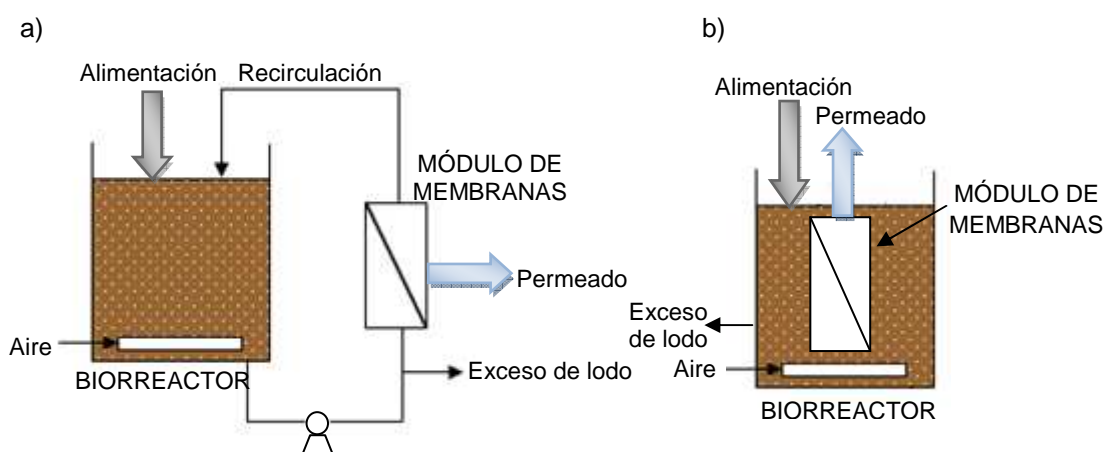 a)
Alimentación
Recirculación
MÓDULO DE
MEMBRANAS
Permeado
Aire
BIORREACTOR
Exceso de lodo
b)
Alimentación
Permeado
MÓDULO DE
MEMBRANAS
Exceso
de lodo
Aire
BIORREACTOR